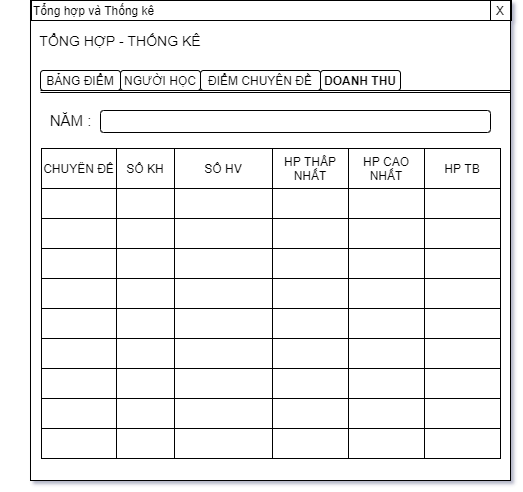 Tổng hợp và Thống kê X
TỔNG HỢP - THỐNG KÊ
BẢNG ĐIỂM NGƯỜI HỌC ĐIỂM CHUYÊN ĐỀ DOANH THU
NĂM :
CHUYÊN ĐỀ SỐ KH SỐ HV HP THẤP NHẤT HP CAO NHẤT HP TB